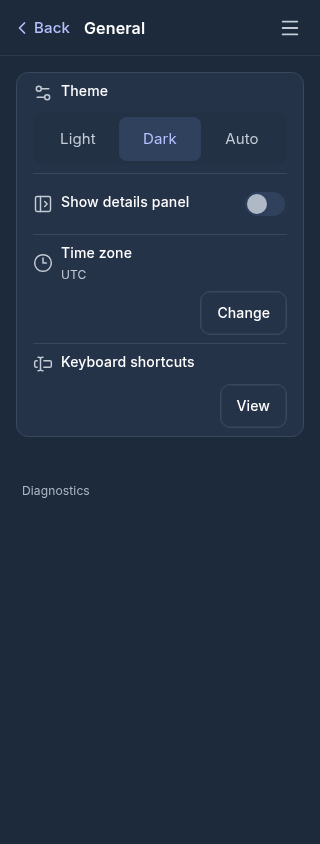 Back General
Theme
Light Dark Auto
Show details panel
Time zone
UTC
Change
Keyboard shortcuts
View
Diagnostics